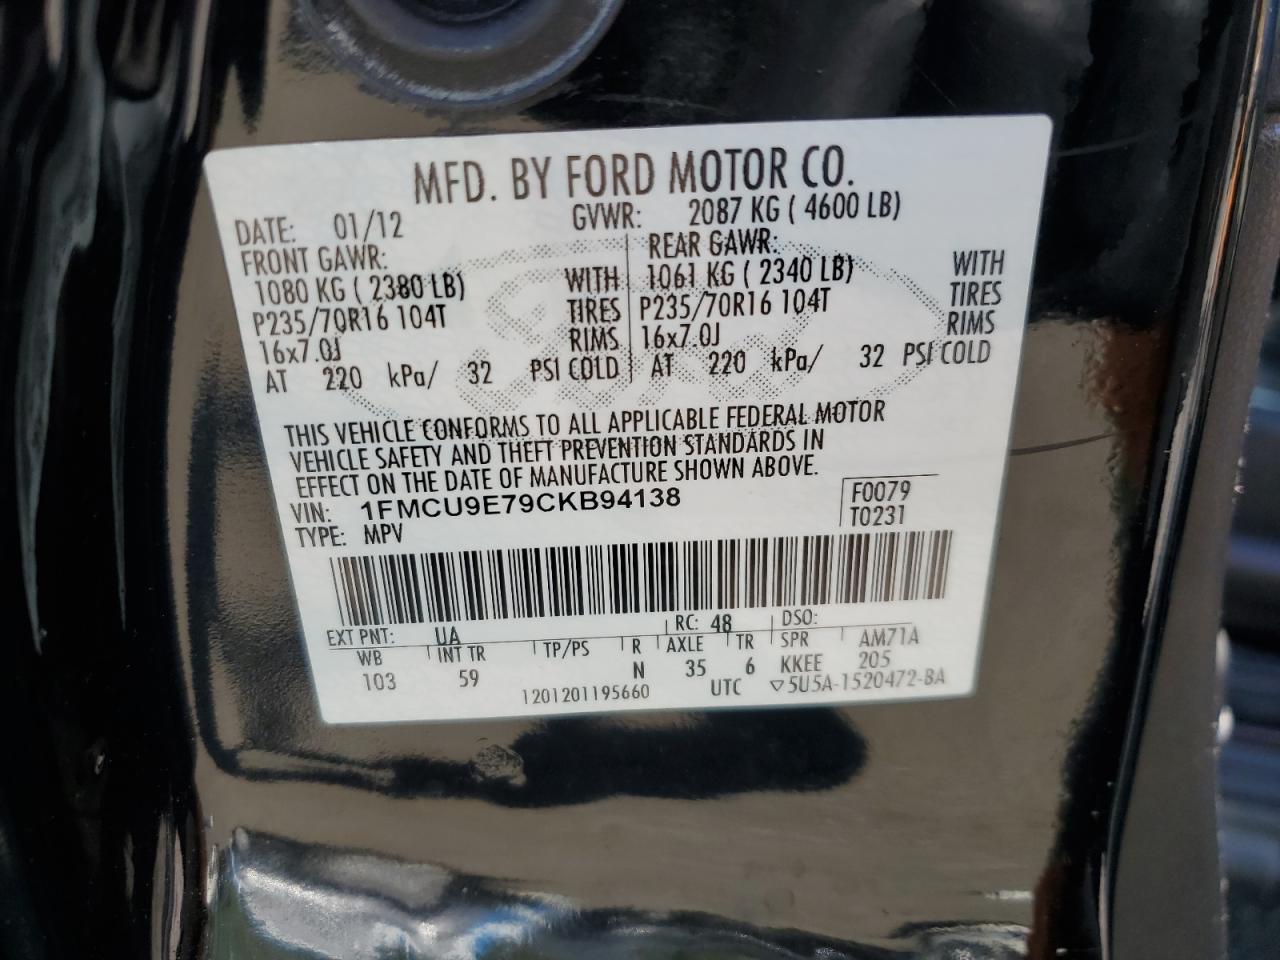 MFD. BY FORD MOTOR CO.
DATE: 01/12 GVWR: 2087 KG ( 4600 LB)
FRONT GAWR: REAR GAWR:
1080 KG ( 2380 LB) WITH 1061 KG ( 2340 LB) WITH
P235/70R16 104T TIRES P235/70R16 104T TIRES
16x7.0J RIMS 16x7.0J RIMS
AT 220 kPa/ 32 PSI COLD AT 220 kPa/ 32 PSI COLD
THIS VEHICLE CONFORMS TO ALL APPLICABLE FEDERAL MOTOR
VEHICLE SAFETY AND THEFT PREVENTION STANDARDS IN
EFFECT ON THE DATE OF MANUFACTURE SHOWN ABOVE.
VIN: 1FMCU9E79CKB94138 F0079
TYPE: MPV T0231
EXT PNT: UA RC: 48 DSO:
WB INT TR TP/PS R AXLE TR SPR AM71A
103 59 N 35 6 KKEE 205
1201201195660 UTC ▽5U5A-1520472-BA